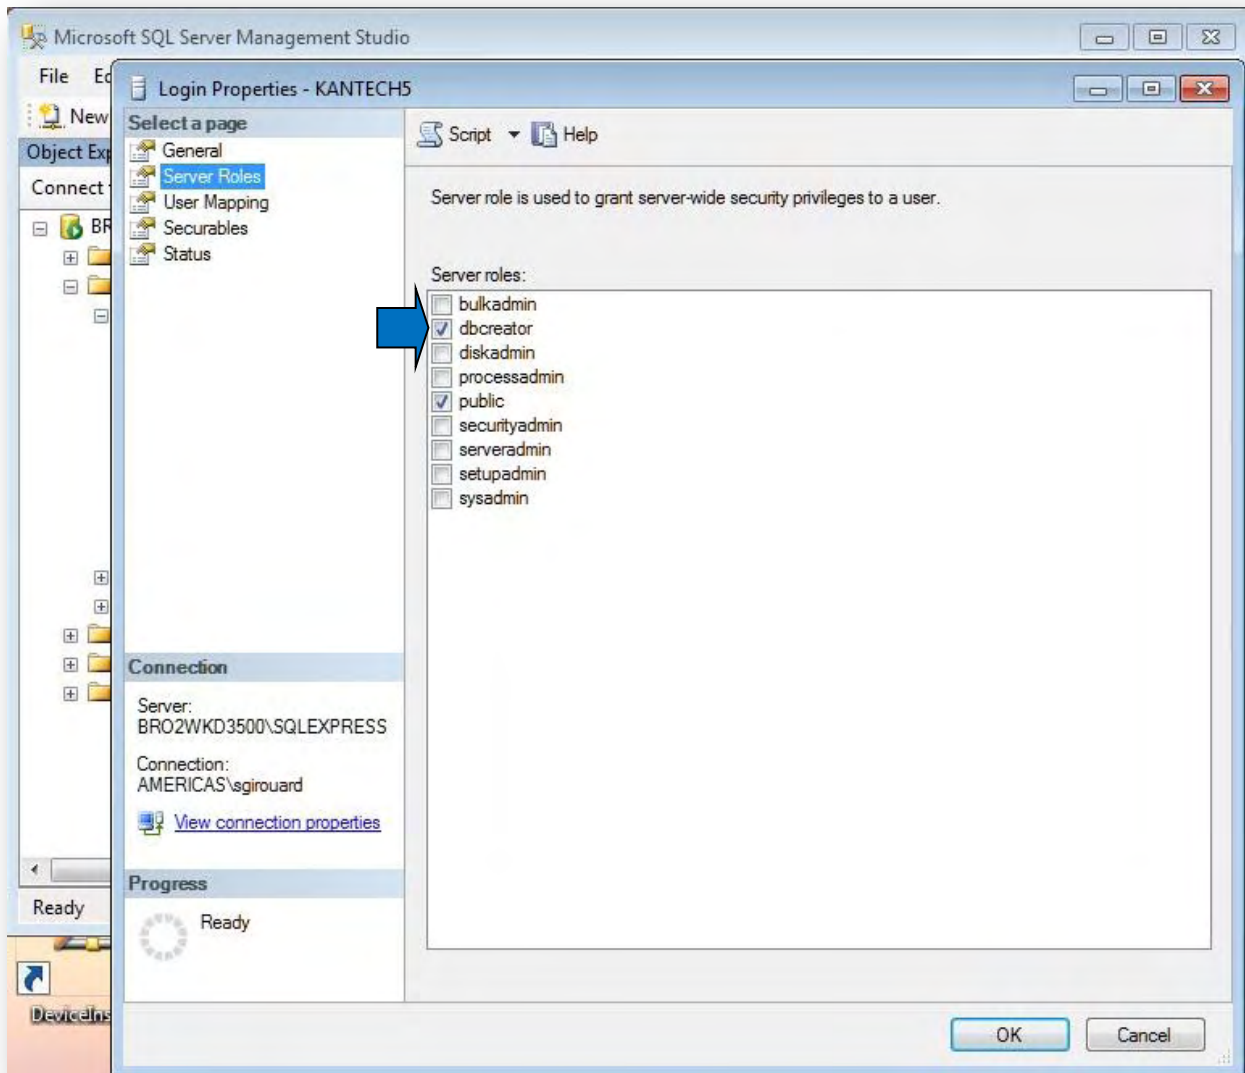 Microsoft SQL Server Management Studio
File
New
Object Exp
Connect
BR
Ready
Login Properties - KANTECH5
Select a page
General
Server Roles
User Mapping
Securables
Status
Connection
Server:
BRO2WKD3500\SQLEXPRESS
Connection:
AMERICAS\sgirouard
View connection properties
Progress
Ready
Script
Help
Server role is used to grant server-wide security privileges to a user.
Server roles:
bulkadmin
dbcreator
diskadmin
processadmin
public
securityadmin
serveradmin
setupadmin
sysadmin
OK
Cancel
DeviceIns